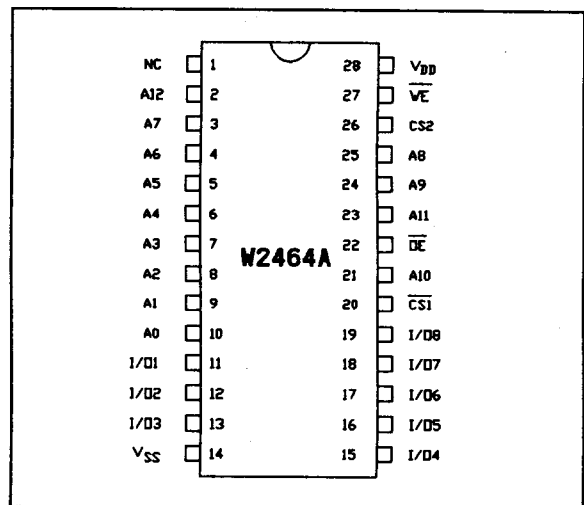 NC 1 28 VDD
A12 2 27 WE
A7 3 26 CS2
A6 4 25 A8
A5 5 24 A9
A4 6 23 A11
A3 7 22 OE
W2464A
A2 8 21 A10
A1 9 20 CS1
A0 10 19 I/O8
I/O1 11 18 I/O7
I/O2 12 17 I/O6
I/O3 13 16 I/O5
VSS 14 15 I/O4